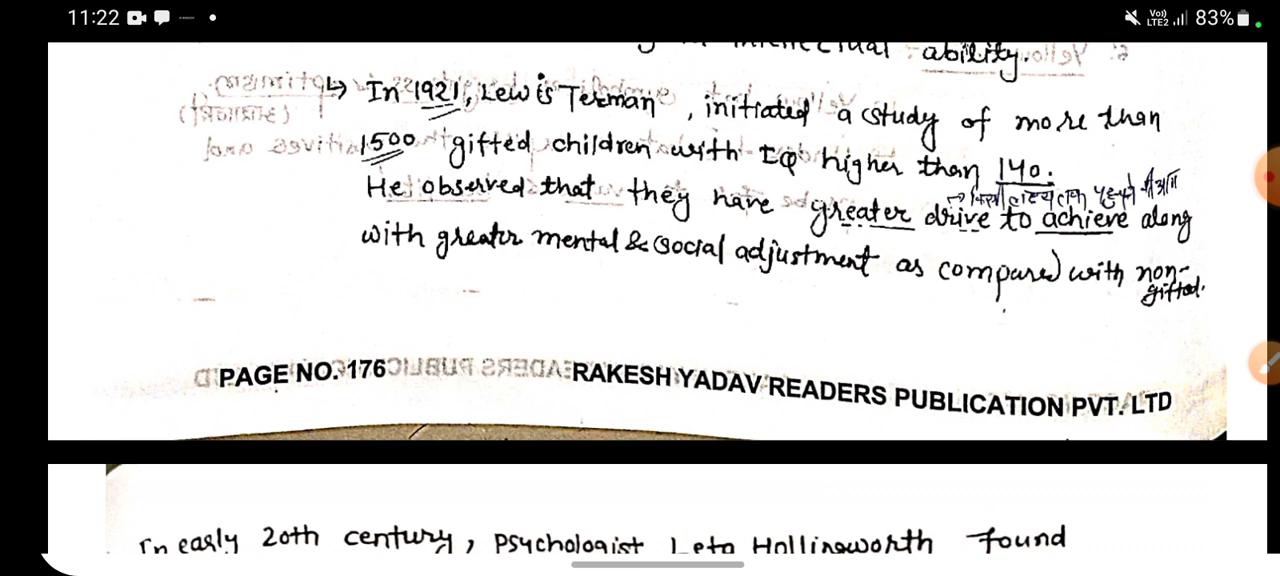 11:22
Vo) LTE2 83%
ability.
↳ In 1921, Lewis Terman, initiated a study of more than
1500 gifted children with IQ higher than 140.
He observed that they have greater drive to achieve along
with greater mental & social adjustment as compared with non-
gifted.
PAGE NO. 176 RAKESH YADAV READERS PUBLICATION PVT. LTD
In early 20th century, psychologist Leta Hollingworth found